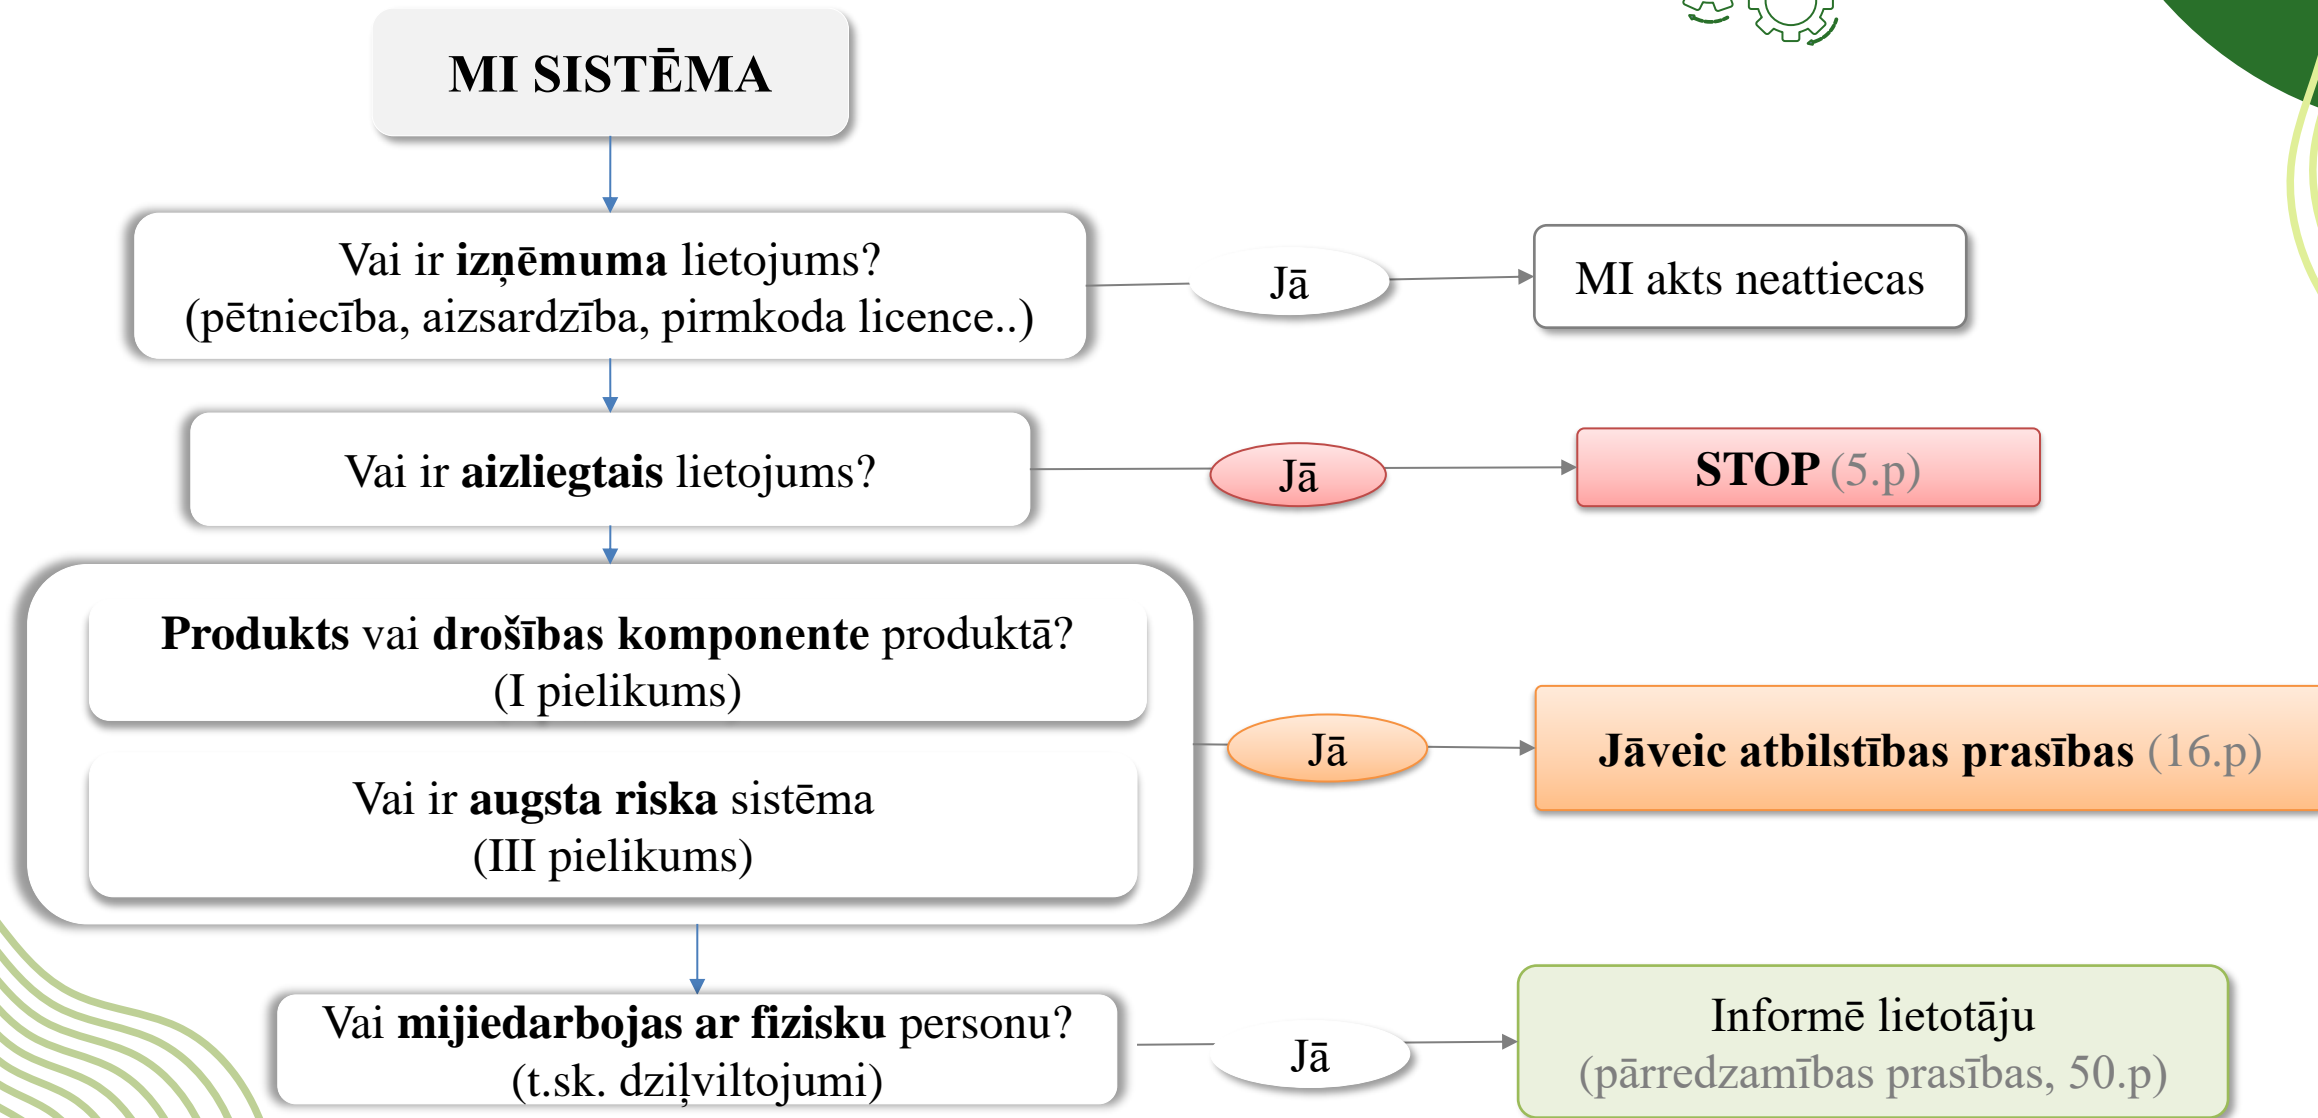 MI SISTĒMA
Vai ir izņēmuma lietojums?
(pētniecība, aizsardzība, pirmkoda licence..)
Jā
MI akts neattiecas
Vai ir aizliegtais lietojums?
Jā
STOP (5.p)
Produkts vai drošības komponente produktā?
(I pielikums)
Vai ir augsta riska sistēma
(III pielikums)
Jā
Jāveic atbilstības prasības (16.p)
Vai mijiedarbojas ar fizisku personu?
(t.sk. dziļviltojumi)
Jā
Informē lietotāju
(pārredzamības prasības, 50.p)